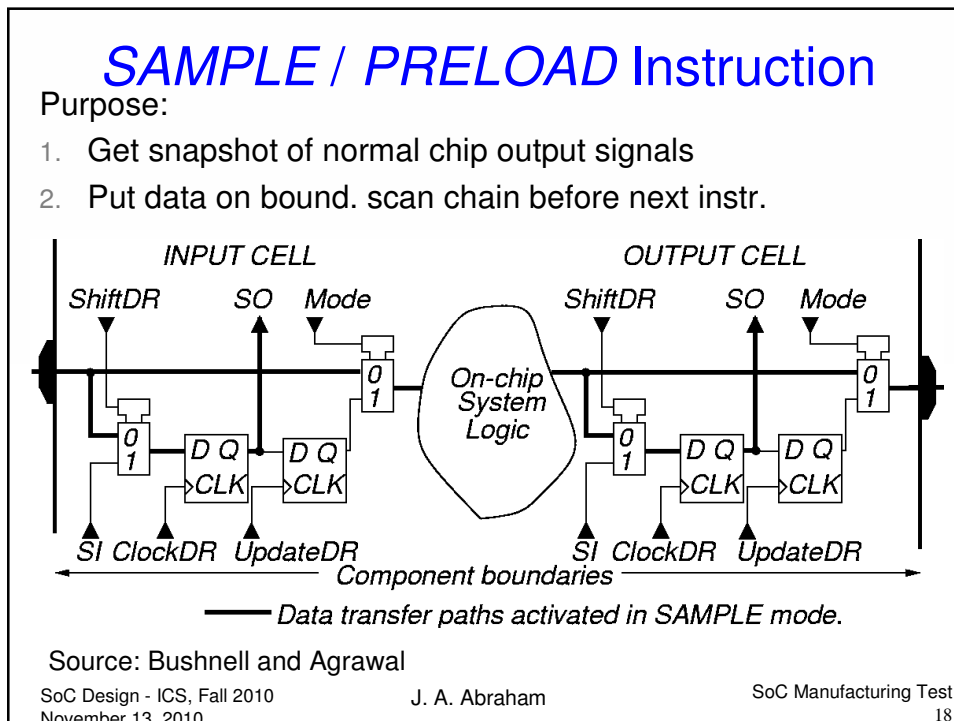 SAMPLE / PRELOAD Instruction
Purpose:
1. Get snapshot of normal chip output signals
2. Put data on bound. scan chain before next instr.
INPUT CELL OUTPUT CELL
ShiftDR SO Mode ShiftDR SO Mode
0 0
1 On-chip 1
System
Logic
0 D Q D Q 0 D Q D Q
1 CLK CLK 1 CLK CLK
SI ClockDR UpdateDR SI ClockDR UpdateDR
Component boundaries
Data transfer paths activated in SAMPLE mode.
Source: Bushnell and Agrawal
SoC Design - ICS, Fall 2010 J. A. Abraham SoC Manufacturing Test
November 13, 2010 18